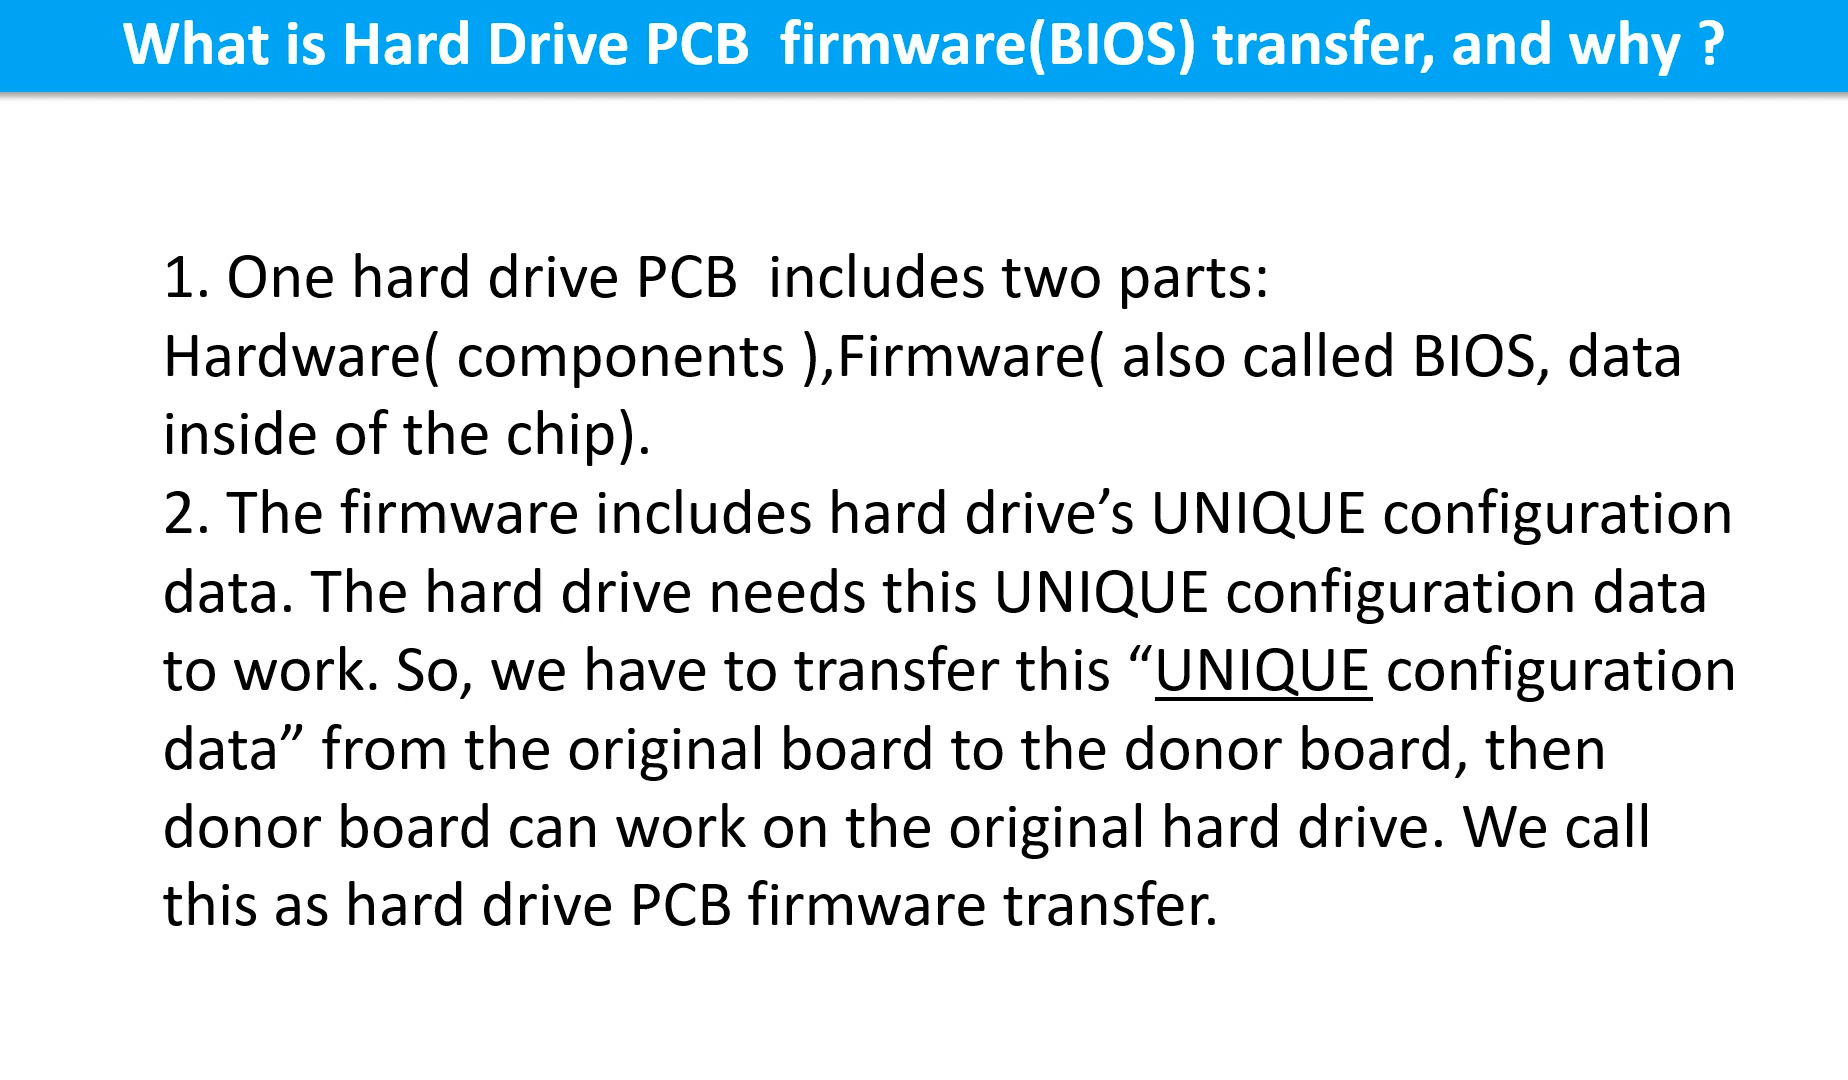 What is Hard Drive PCB  firmware(BIOS) transfer, and why ?
1. One hard drive PCB  includes two parts:
Hardware( components ),Firmware( also called BIOS, data
inside of the chip).
2. The firmware includes hard drive’s UNIQUE configuration
data. The hard drive needs this UNIQUE configuration data
to work. So, we have to transfer this “UNIQUE configuration
data” from the original board to the donor board, then
donor board can work on the original hard drive. We call
this as hard drive PCB firmware transfer.